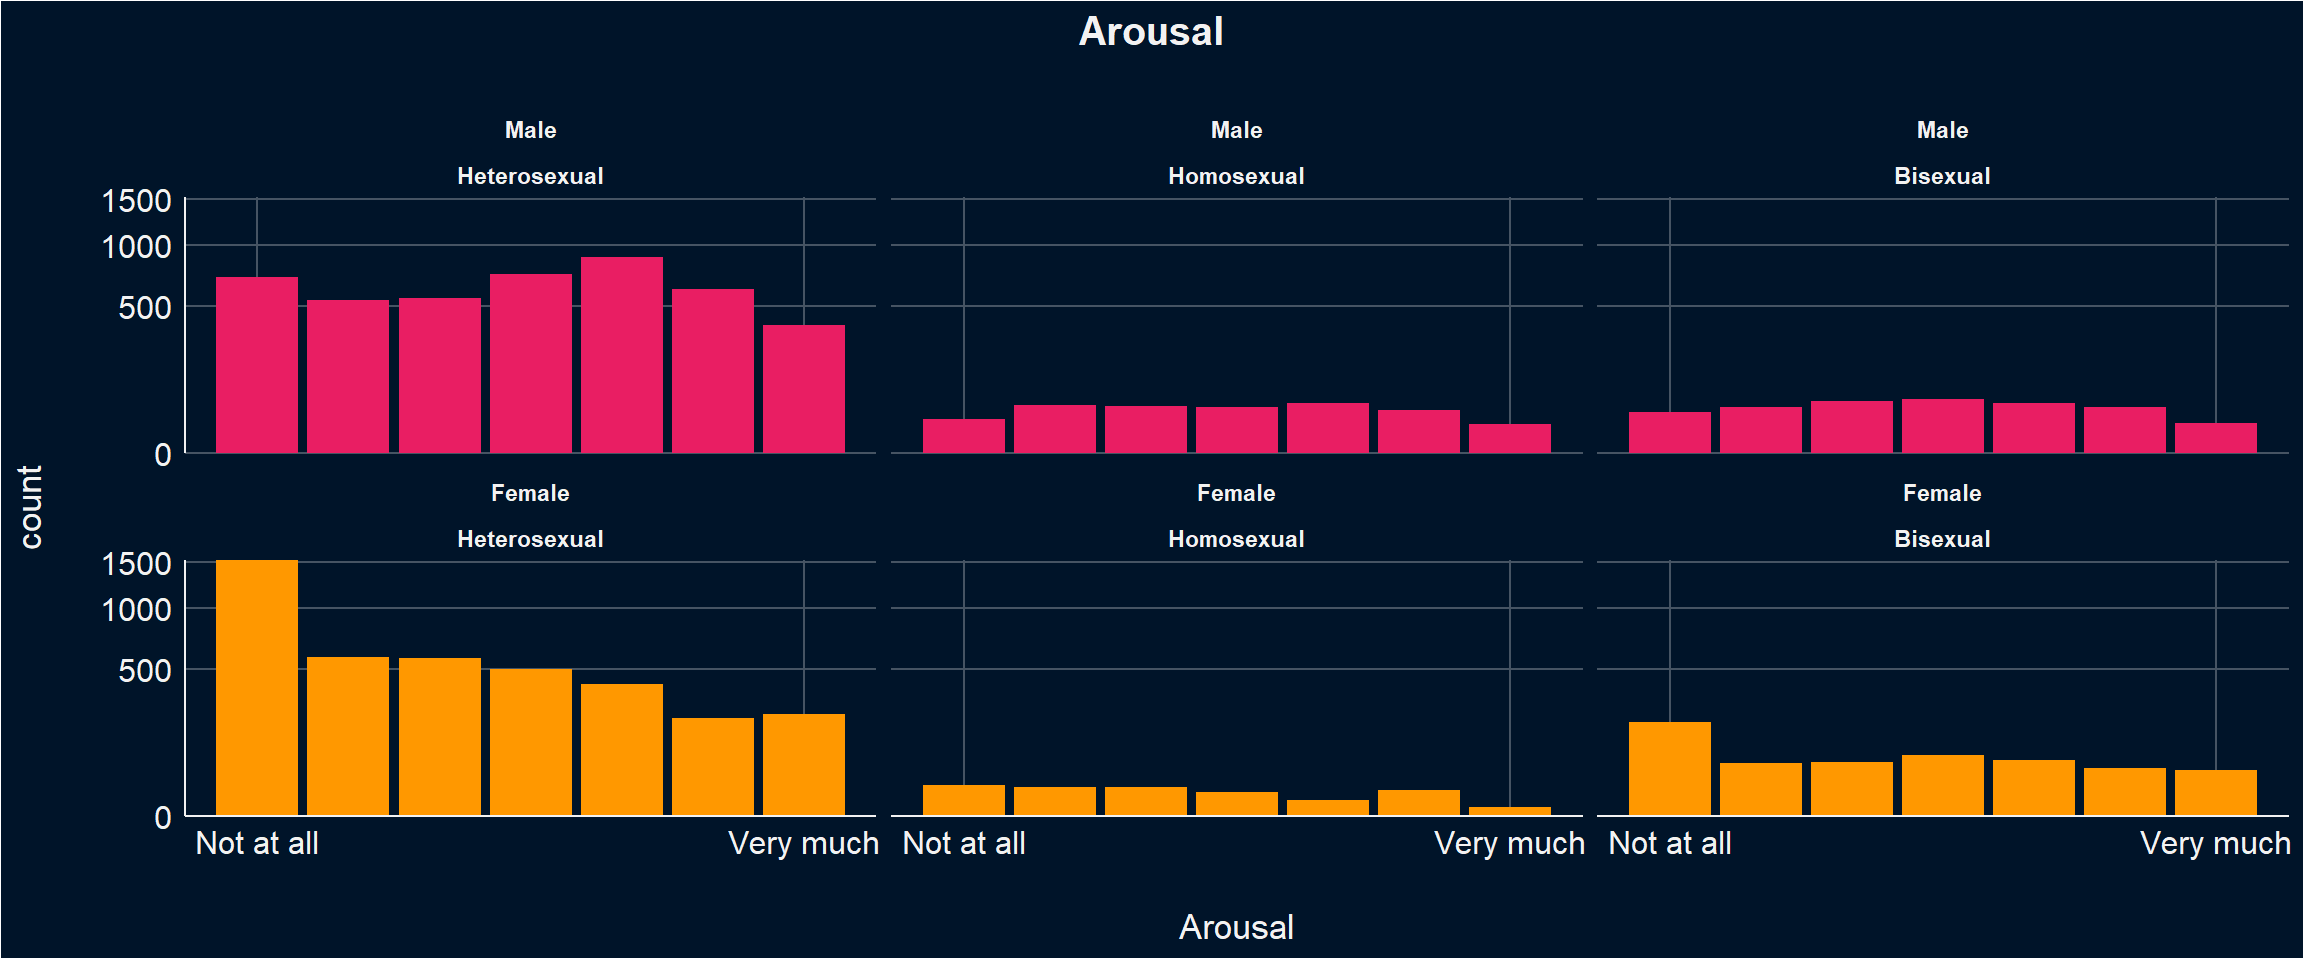 Arousal
Male
Heterosexual
Male
Homosexual
Male
Bisexual
1500
1000
500
0
count
Female
Heterosexual
Female
Homosexual
Female
Bisexual
1500
1000
500
0
Not at all Very much Not at all Very much Not at all Very much
Arousal